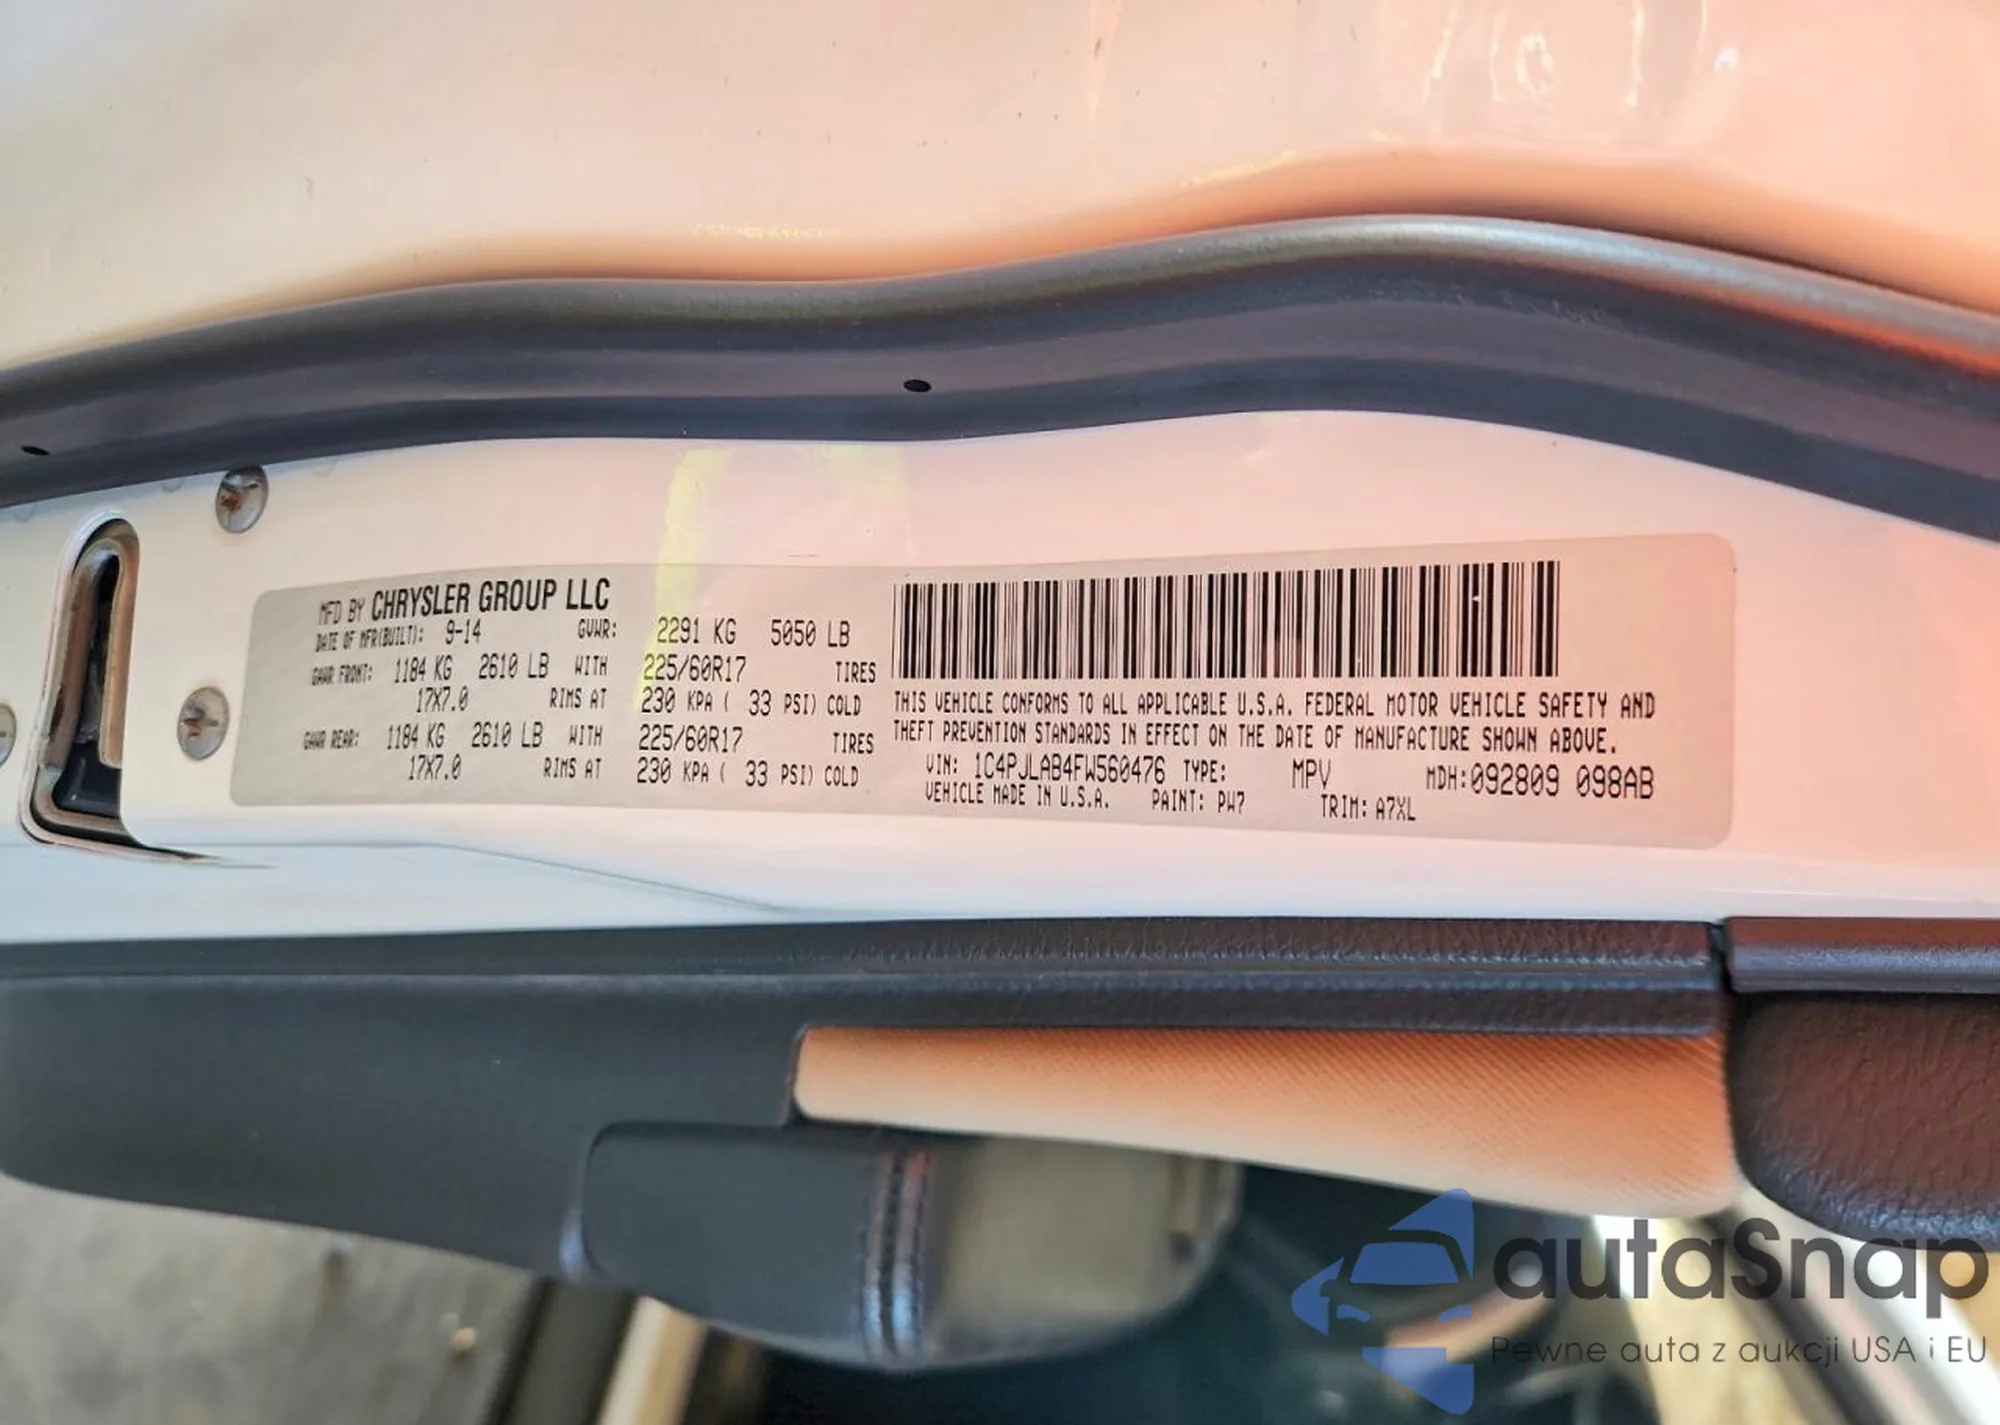 MFD BY CHRYSLER GROUP LLC
DATE OF MFR(BUILT): 9-14 GVWR: 2291 KG 5050 LB
GAWR FRONT: 1184 KG 2610 LB WITH 225/60R17 TIRES
17X7.0 RIMS AT 230 KPA ( 33 PSI) COLD
GAWR REAR: 1184 KG 2610 LB WITH 225/60R17 TIRES
17X7.0 RIMS AT 230 KPA ( 33 PSI) COLD
THIS VEHICLE CONFORMS TO ALL APPLICABLE U.S.A. FEDERAL MOTOR VEHICLE SAFETY AND
THEFT PREVENTION STANDARDS IN EFFECT ON THE DATE OF MANUFACTURE SHOWN ABOVE.
VIN: 1C4PJLAB4FW560476 TYPE: MPV MDH:092809 098AB
VEHICLE MADE IN U.S.A. PAINT: PW7 TRIM: A7XL
autaSnap
Pewne auta z aukcji USA i EU